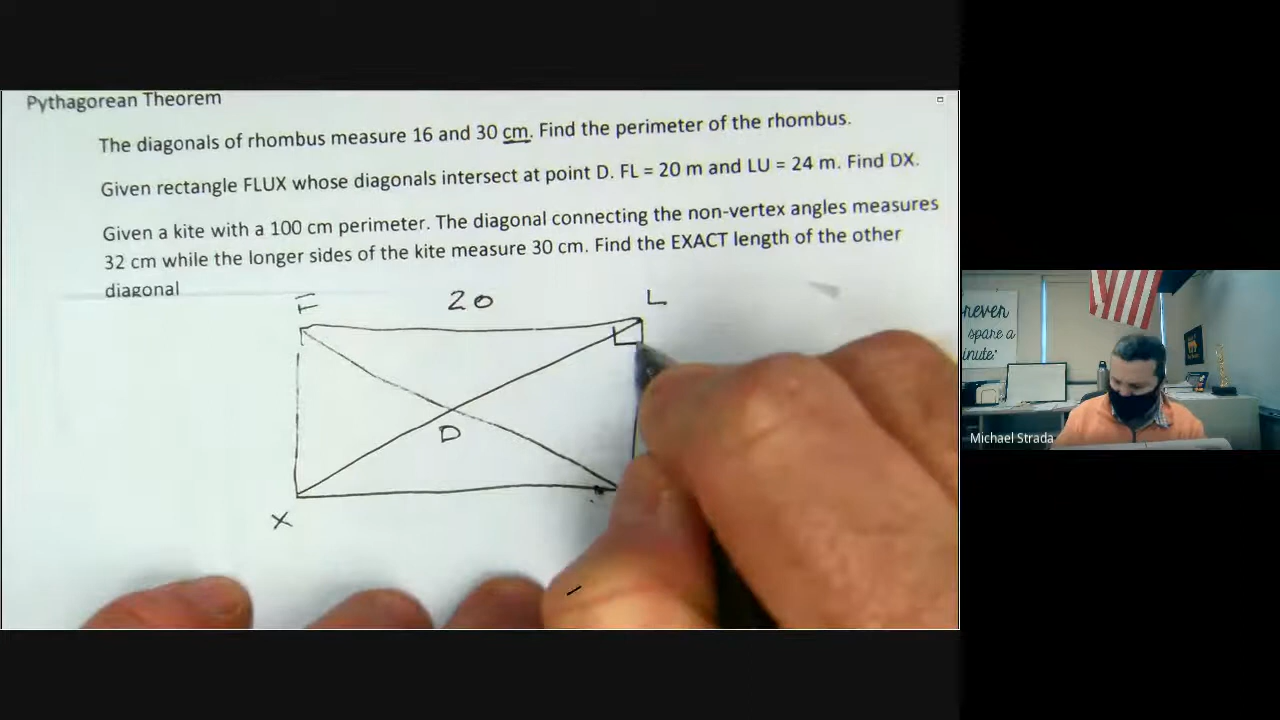 Pythagorean Theorem
The diagonals of rhombus measure 16 and 30 cm. Find the perimeter of the rhombus.
Given rectangle FLUX whose diagonals intersect at point D. FL = 20 m and LU = 24 m. Find DX.
Given a kite with a 100 cm perimeter. The diagonal connecting the non-vertex angles measures
32 cm while the longer sides of the kite measure 30 cm. Find the EXACT length of the other
diagonal
F 20 L
D
X
never
spare a
inute"
Michael Strada